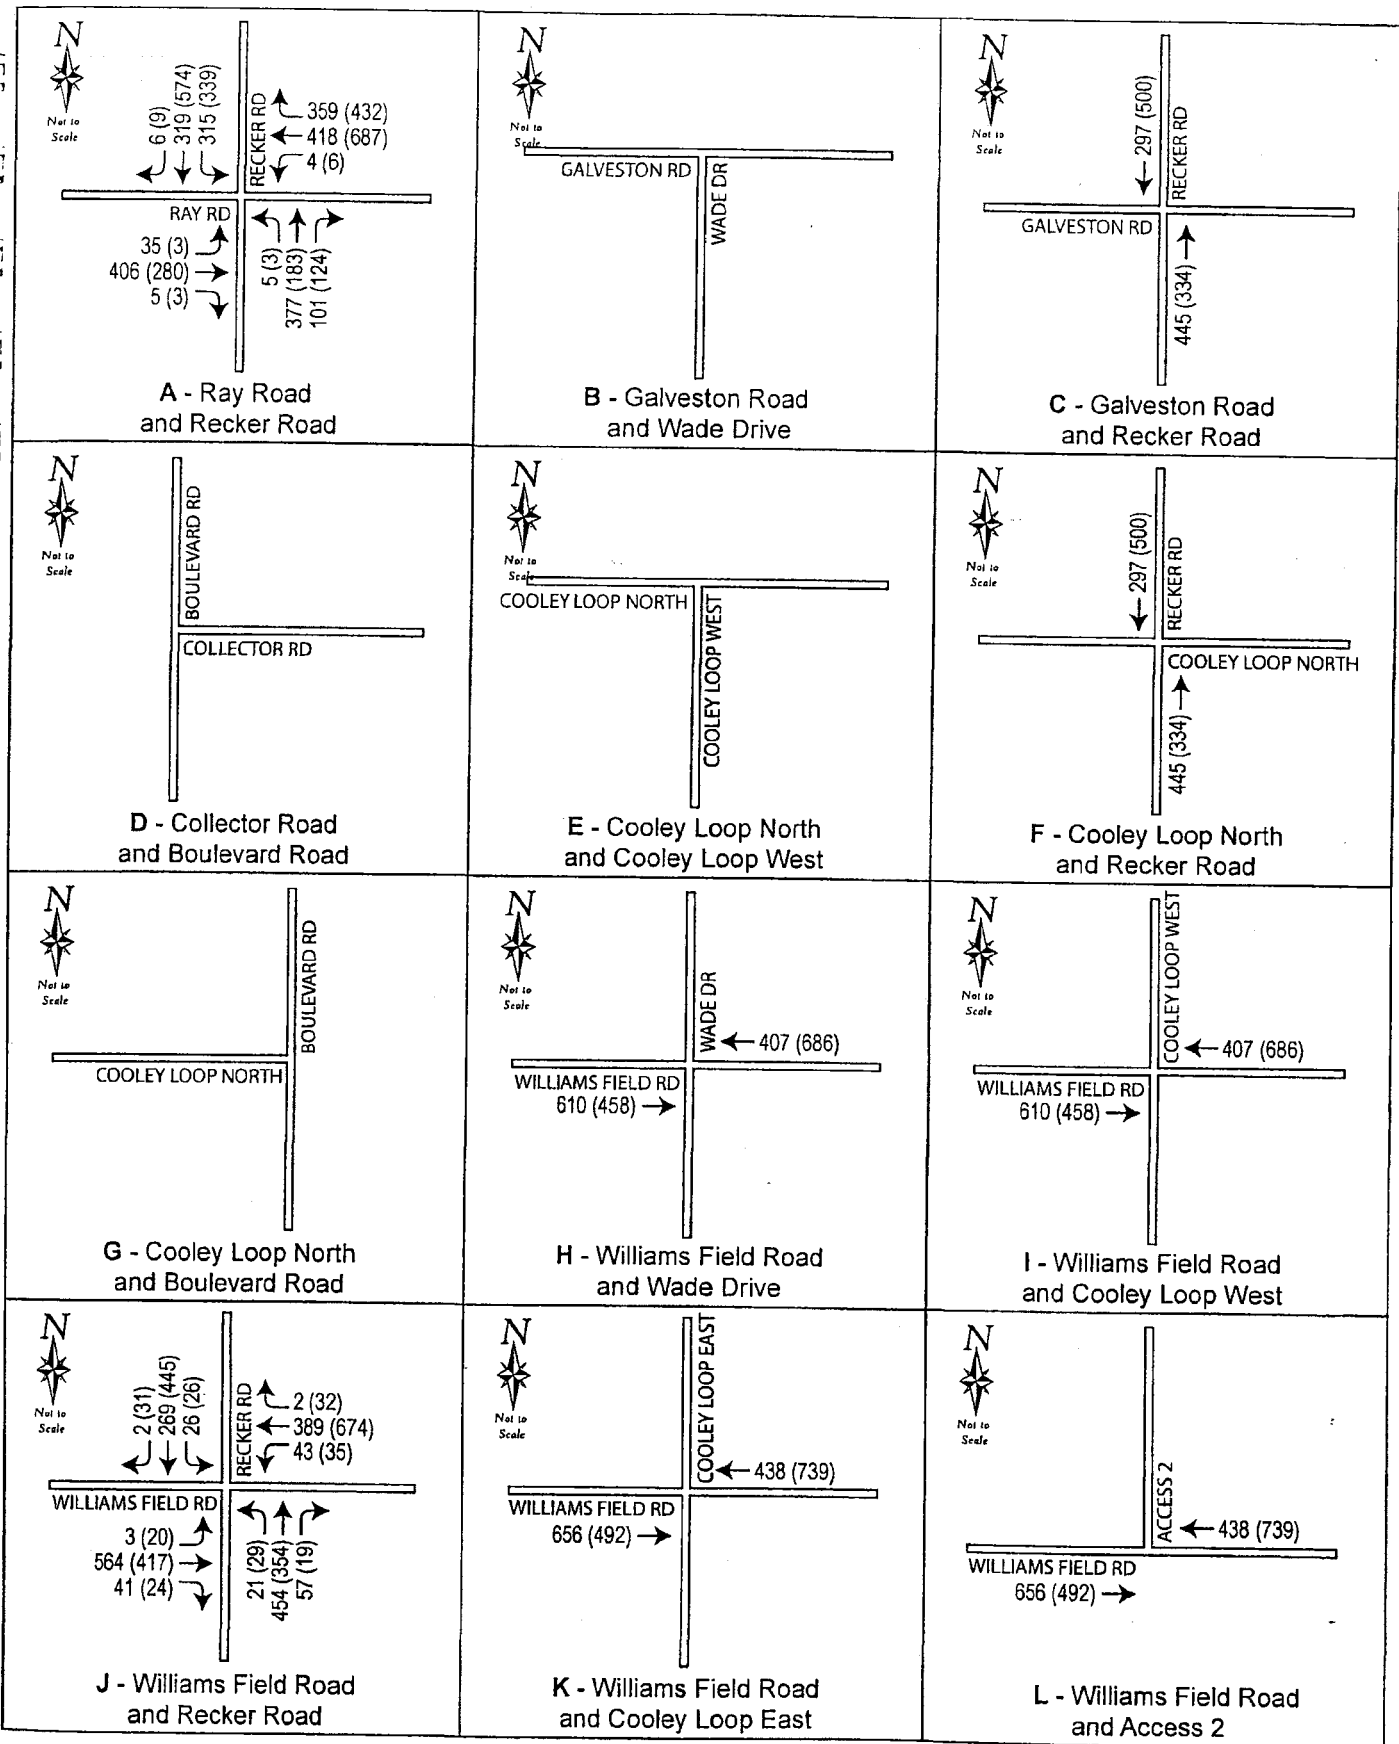 N
Not to
Scale
6 (9)
319 (574)
315 (339)
RECKER RD
359 (432)
418 (687)
4 (6)
RAY RD
35 (3)
406 (280)
5 (3)
5 (3)
377 (183)
101 (124)
A - Ray Road
and Recker Road
N
Not to
Scale
GALVESTON RD
WADE DR
B - Galveston Road
and Wade Drive
N
Not to
Scale
297 (500)
RECKER RD
GALVESTON RD
445 (334)
C - Galveston Road
and Recker Road
N
Not to
Scale
BOULEVARD RD
COLLECTOR RD
D - Collector Road
and Boulevard Road
N
Not to
Scale
COOLEY LOOP NORTH
COOLEY LOOP WEST
E - Cooley Loop North
and Cooley Loop West
N
Not to
Scale
297 (500)
RECKER RD
COOLEY LOOP NORTH
445 (334)
F - Cooley Loop North
and Recker Road
N
Not to
Scale
BOULEVARD RD
COOLEY LOOP NORTH
G - Cooley Loop North
and Boulevard Road
N
Not to
Scale
WADE DR
407 (686)
WILLIAMS FIELD RD
610 (458)
H - Williams Field Road
and Wade Drive
N
Not to
Scale
COOLEY LOOP WEST
407 (686)
WILLIAMS FIELD RD
610 (458)
I - Williams Field Road
and Cooley Loop West
N
Not to
Scale
2 (31)
269 (445)
26 (26)
RECKER RD
2 (32)
389 (674)
43 (35)
WILLIAMS FIELD RD
3 (20)
564 (417)
41 (24)
21 (29)
454 (354)
57 (19)
J - Williams Field Road
and Recker Road
N
Not to
Scale
COOLEY LOOP EAST
438 (739)
WILLIAMS FIELD RD
656 (492)
K - Williams Field Road
and Cooley Loop East
N
Not to
Scale
ACCESS 2
438 (739)
WILLIAMS FIELD RD
656 (492)
L - Williams Field Road
and Access 2